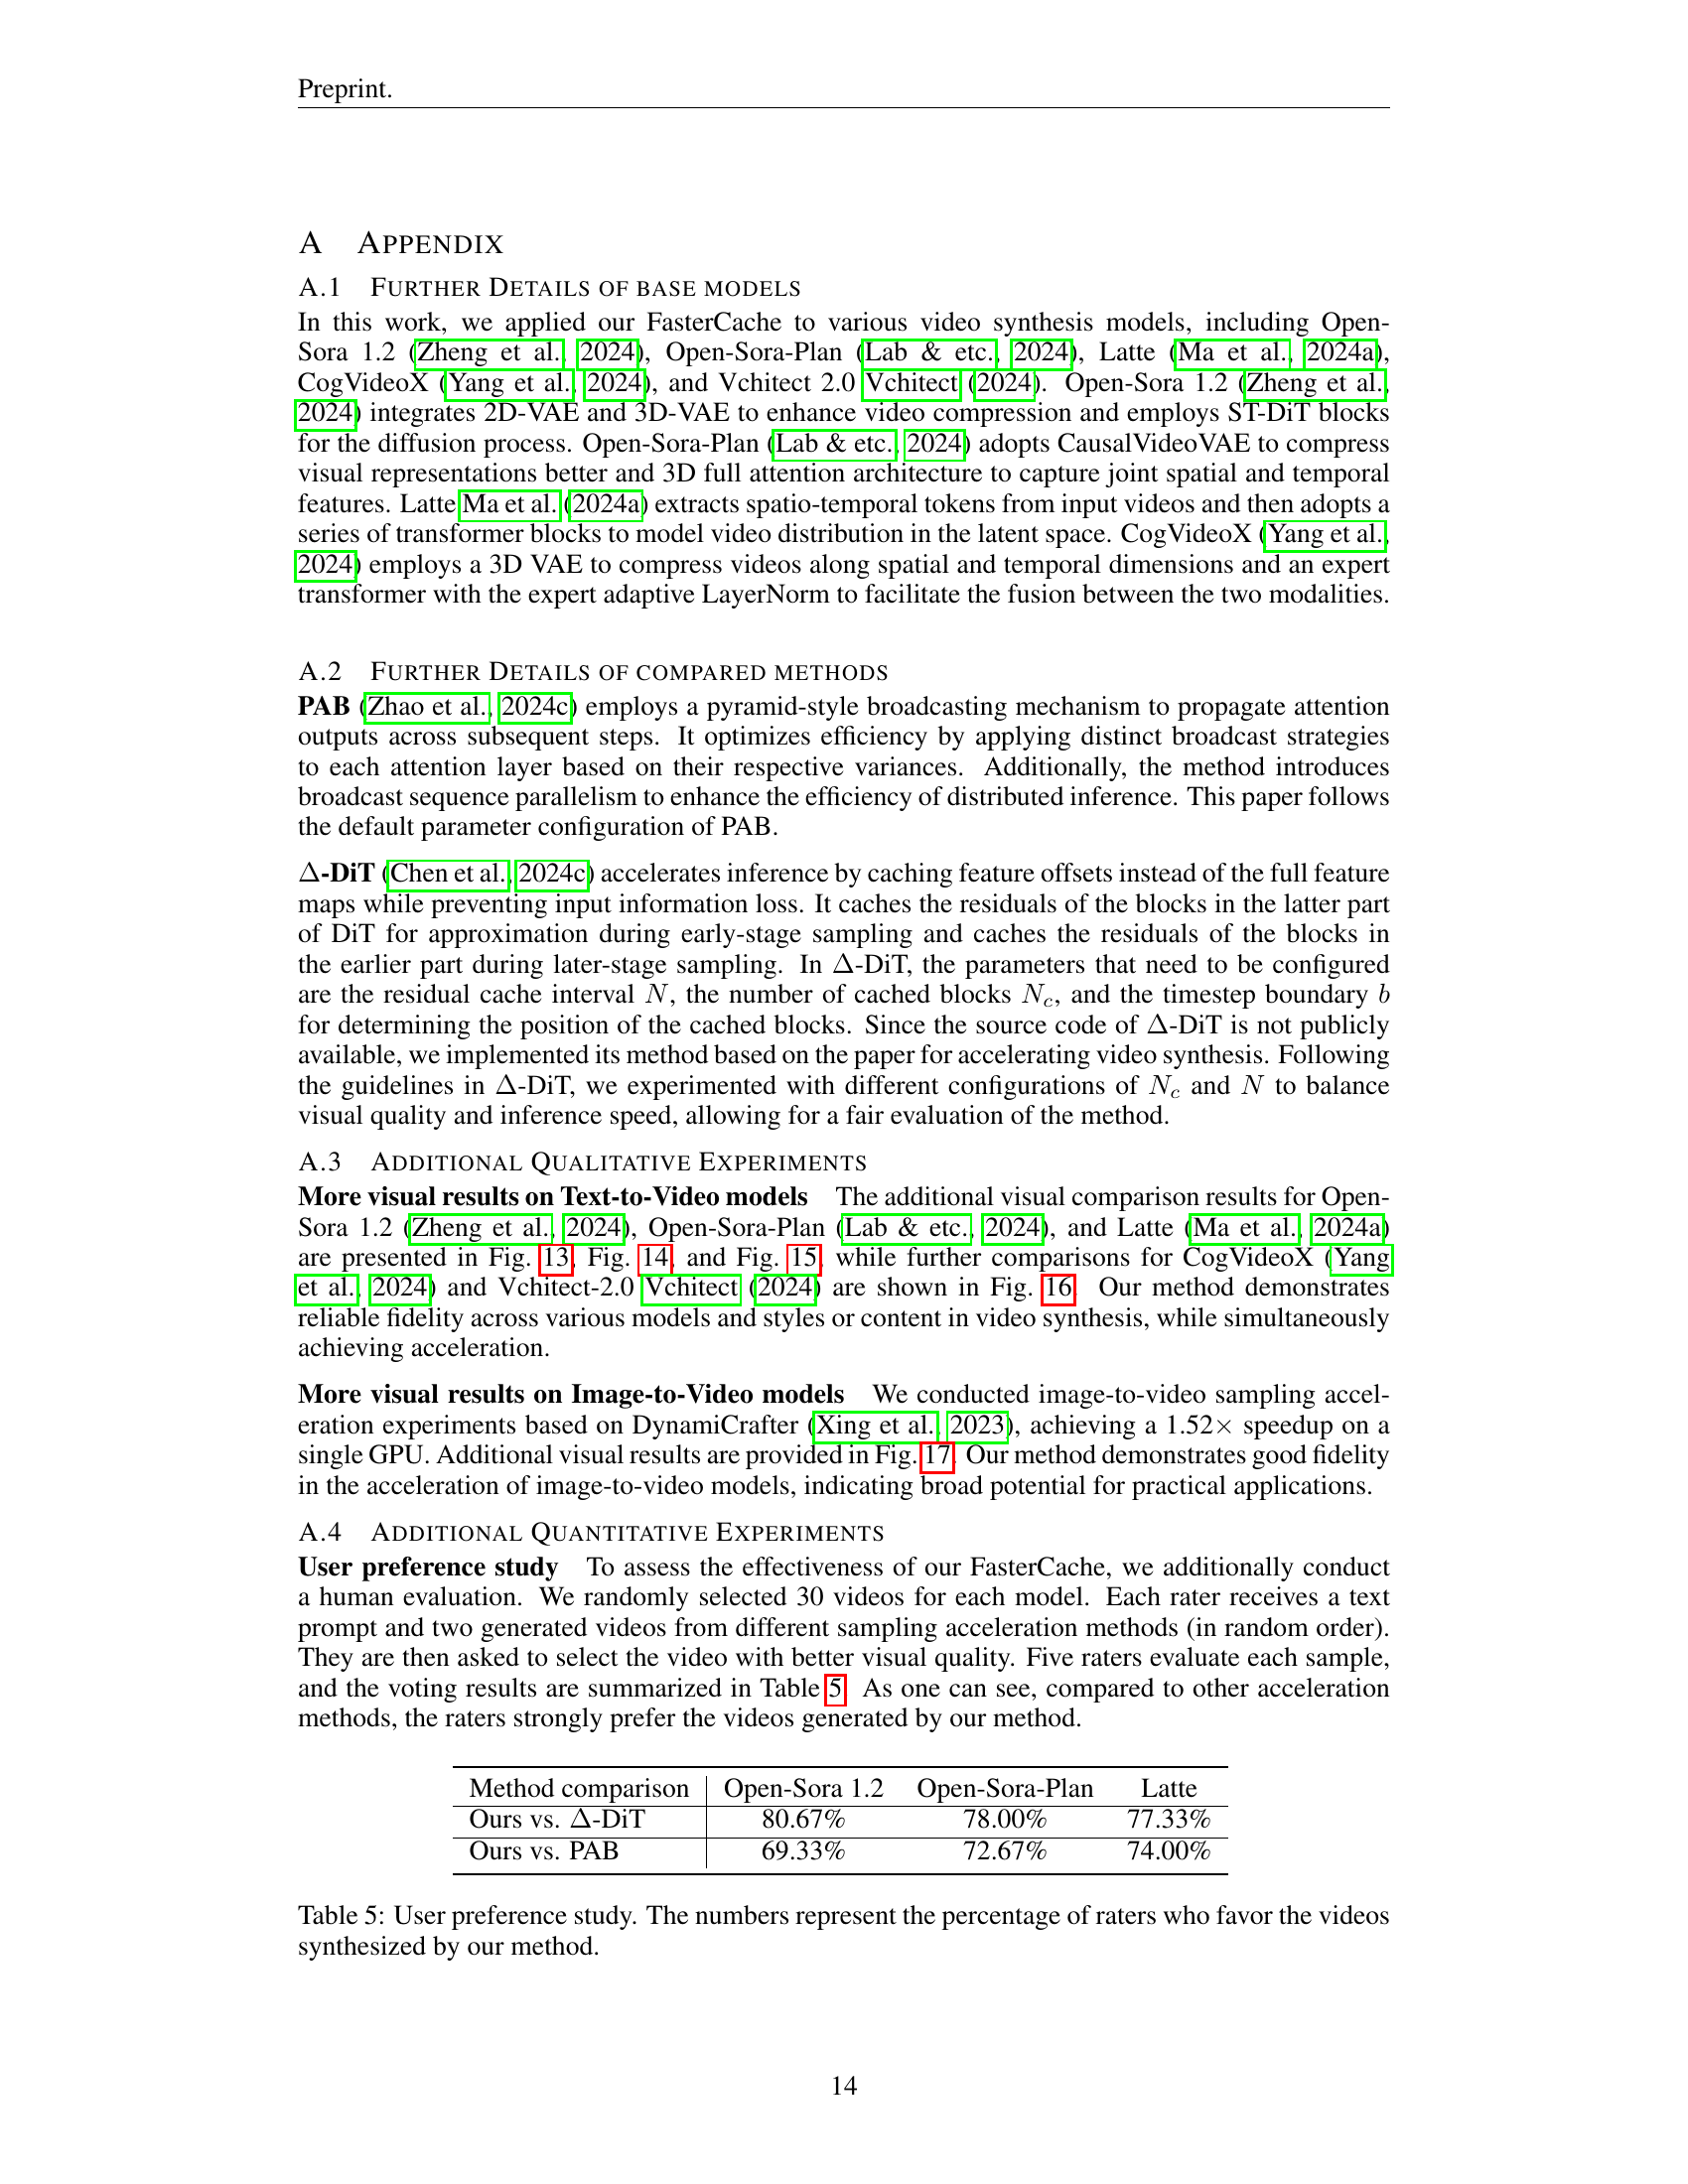 Preprint.
A APPENDIX
A.1 FURTHER DETAILS OF BASE MODELS
In this work, we applied our FasterCache to various video synthesis models, including Open-
Sora 1.2 (Zheng et al., 2024), Open-Sora-Plan (Lab & etc., 2024), Latte (Ma et al., 2024a),
CogVideoX (Yang et al., 2024), and Vchitect 2.0 Vchitect (2024). Open-Sora 1.2 (Zheng et al.,
2024) integrates 2D-VAE and 3D-VAE to enhance video compression and employs ST-DiT blocks
for the diffusion process. Open-Sora-Plan (Lab & etc., 2024) adopts CausalVideoVAE to compress
visual representations better and 3D full attention architecture to capture joint spatial and temporal
features. Latte Ma et al. (2024a) extracts spatio-temporal tokens from input videos and then adopts a
series of transformer blocks to model video distribution in the latent space. CogVideoX (Yang et al.,
2024) employs a 3D VAE to compress videos along spatial and temporal dimensions and an expert
transformer with the expert adaptive LayerNorm to facilitate the fusion between the two modalities.
A.2 FURTHER DETAILS OF COMPARED METHODS
PAB (Zhao et al., 2024c) employs a pyramid-style broadcasting mechanism to propagate attention
outputs across subsequent steps. It optimizes efficiency by applying distinct broadcast strategies
to each attention layer based on their respective variances. Additionally, the method introduces
broadcast sequence parallelism to enhance the efficiency of distributed inference. This paper follows
the default parameter configuration of PAB.
Δ-DiT (Chen et al., 2024c) accelerates inference by caching feature offsets instead of the full feature
maps while preventing input information loss. It caches the residuals of the blocks in the latter part
of DiT for approximation during early-stage sampling and caches the residuals of the blocks in
the earlier part during later-stage sampling. In Δ-DiT, the parameters that need to be configured
are the residual cache interval N, the number of cached blocks N_c, and the timestep boundary b
for determining the position of the cached blocks. Since the source code of Δ-DiT is not publicly
available, we implemented its method based on the paper for accelerating video synthesis. Following
the guidelines in Δ-DiT, we experimented with different configurations of N_c and N to balance
visual quality and inference speed, allowing for a fair evaluation of the method.
A.3 ADDITIONAL QUALITATIVE EXPERIMENTS
More visual results on Text-to-Video models The additional visual comparison results for Open-
Sora 1.2 (Zheng et al., 2024), Open-Sora-Plan (Lab & etc., 2024), and Latte (Ma et al., 2024a)
are presented in Fig. 13, Fig. 14, and Fig. 15, while further comparisons for CogVideoX (Yang
et al., 2024) and Vchitect-2.0 Vchitect (2024) are shown in Fig. 16. Our method demonstrates
reliable fidelity across various models and styles or content in video synthesis, while simultaneously
achieving acceleration.
More visual results on Image-to-Video models We conducted image-to-video sampling accel-
eration experiments based on DynamiCrafter (Xing et al., 2023), achieving a 1.52× speedup on a
single GPU. Additional visual results are provided in Fig. 17. Our method demonstrates good fidelity
in the acceleration of image-to-video models, indicating broad potential for practical applications.
A.4 ADDITIONAL QUANTITATIVE EXPERIMENTS
User preference study To assess the effectiveness of our FasterCache, we additionally conduct
a human evaluation. We randomly selected 30 videos for each model. Each rater receives a text
prompt and two generated videos from different sampling acceleration methods (in random order).
They are then asked to select the video with better visual quality. Five raters evaluate each sample,
and the voting results are summarized in Table 5. As one can see, compared to other acceleration
methods, the raters strongly prefer the videos generated by our method.
Method comparison Open-Sora 1.2 Open-Sora-Plan Latte
Ours vs. Δ-DiT 80.67% 78.00% 77.33%
Ours vs. PAB 69.33% 72.67% 74.00%
Table 5: User preference study. The numbers represent the percentage of raters who favor the videos
synthesized by our method.
14